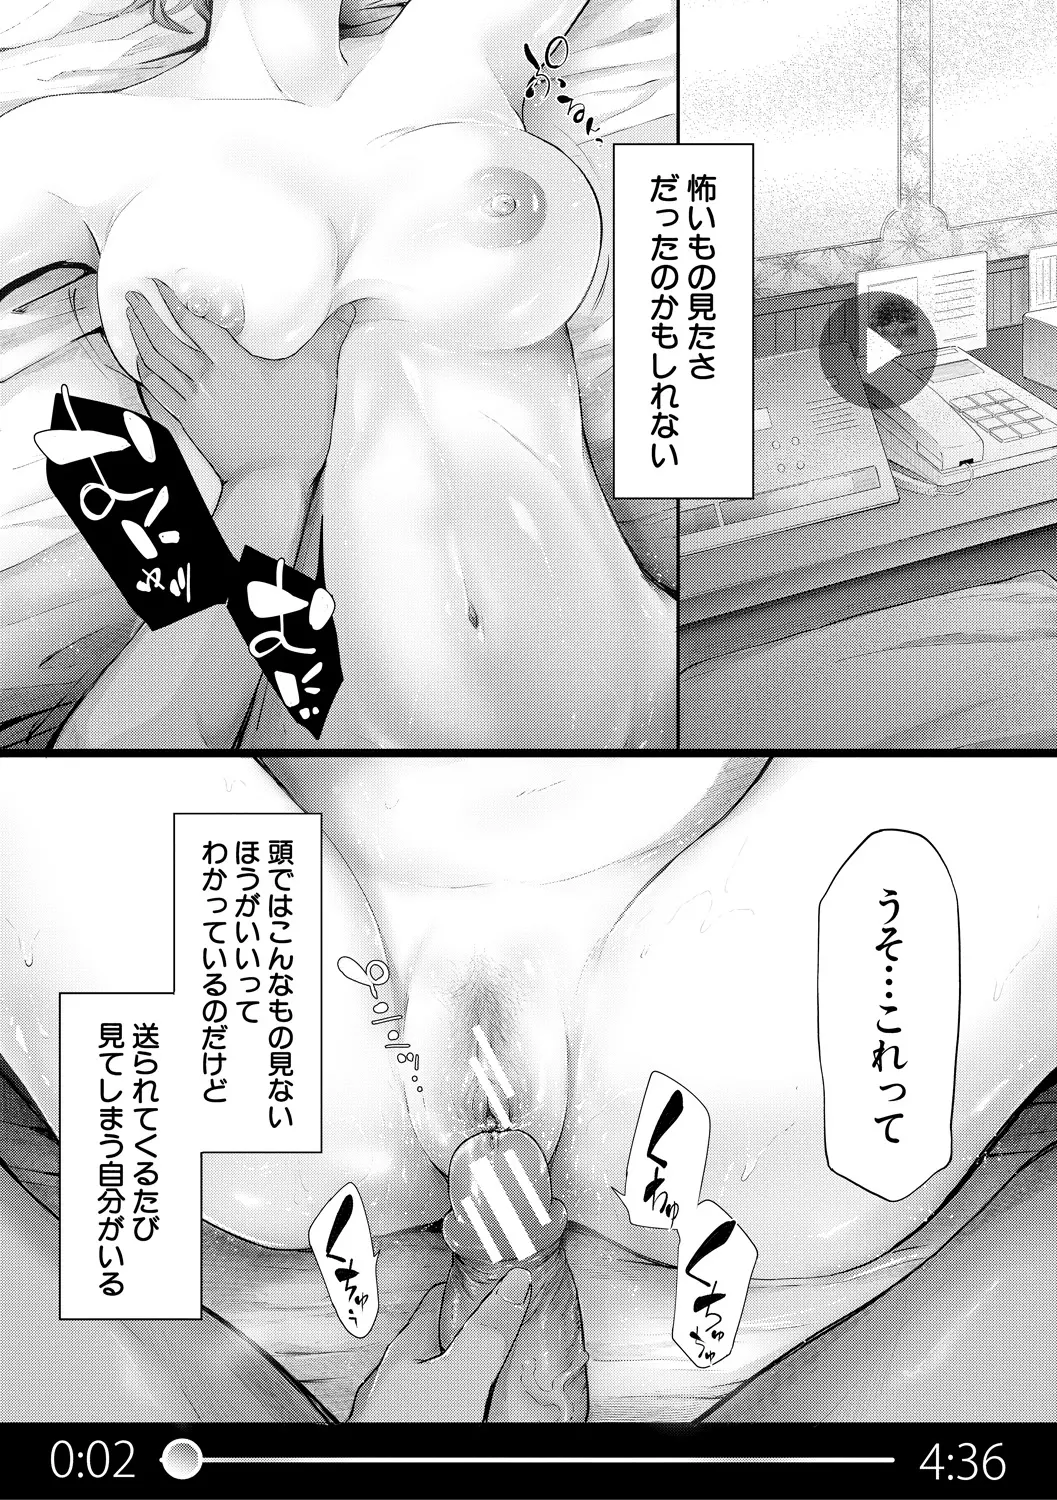 怖いもの見たさ
だったのかもしれない
うそ…これって
頭ではこんなもの見ない
ほうがいいって
わかっているのだけど
送られてくるたび
見てしまう自分がいる
くちゅ
くちゅ
ちゅ
0:02
4:36